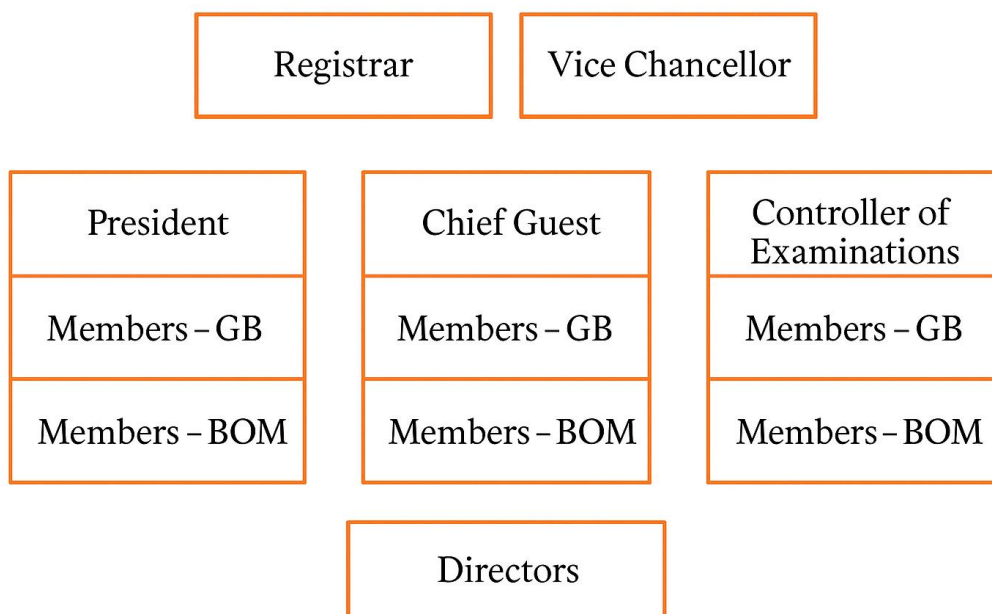 Registrar
Vice Chancellor
President
Chief Guest
Controller of
Examinations
Members – GB
Members – GB
Members – GB
Members – BOM
Members – BOM
Members – BOM
Directors